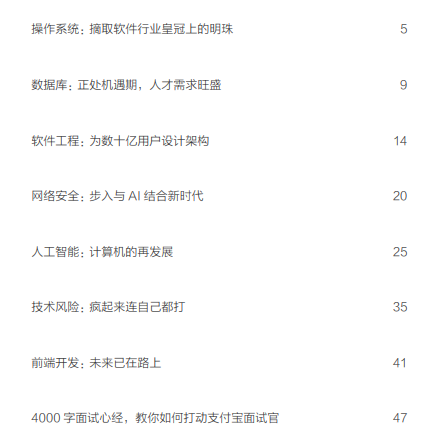 操作系统：摘取软件行业皇冠上的明珠 5
数据库：正处机遇期，人才需求旺盛 9
软件工程：为数十亿用户设计架构 14
网络安全：步入与 AI 结合新时代 20
人工智能：计算机的再发展 25
技术风险：疯起来连自己都打 35
前端开发：未来已在路上 41
4000 字面试心经，教你如何打动支付宝面试官 47